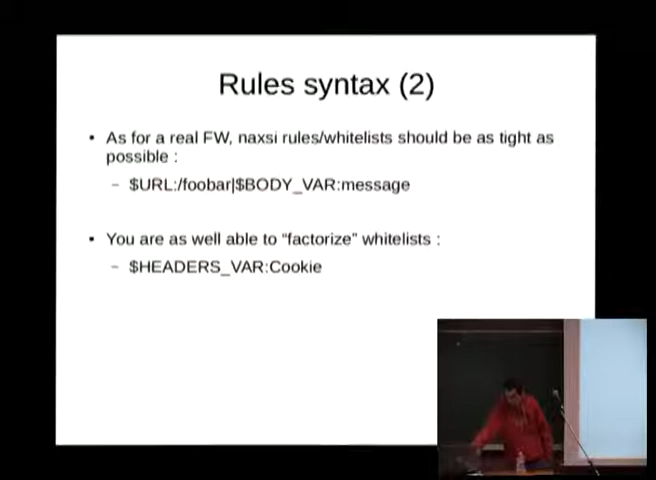 Rules syntax (2)
• As for a real FW, naxsi rules/whitelists should be as tight as
possible :
– $URL:/foobar|$BODY_VAR:message
• You are as well able to "factorize" whitelists :
– $HEADERS_VAR:Cookie